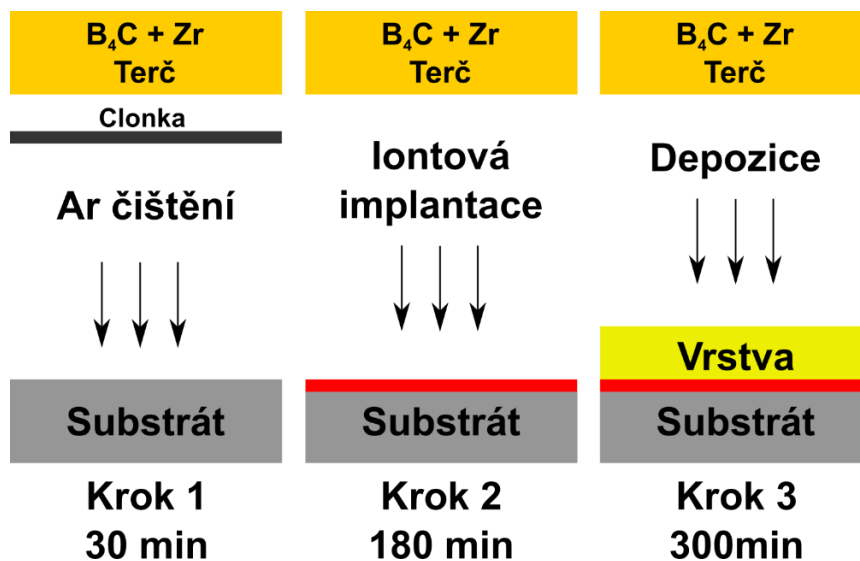 B₄C + Zr
Terč
Clonka
Ar čištění
Substrát
Krok 1
30 min
B₄C + Zr
Terč
Iontová
implantace
Substrát
Krok 2
180 min
B₄C + Zr
Terč
Depozice
Vrstva
Substrát
Krok 3
300min